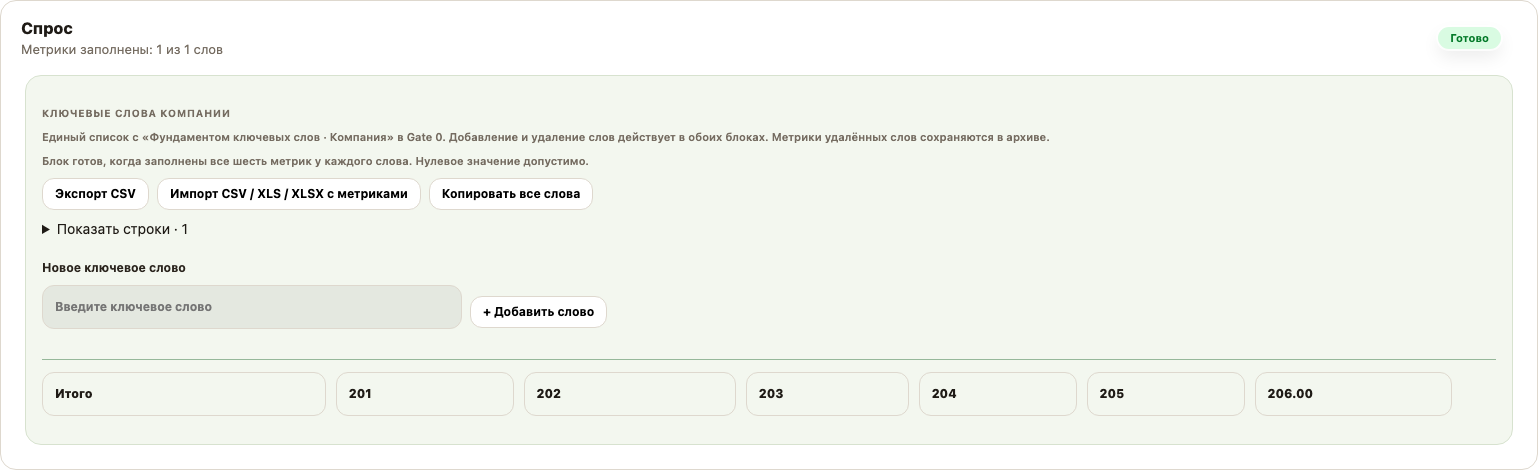 Спрос
Метрики заполнены: 1 из 1 слов
Готово
КЛЮЧЕВЫЕ СЛОВА КОМПАНИИ
Единый список с «Фундаментом ключевых слов · Компания» в Gate 0. Добавление и удаление слов действует в обоих блоках. Метрики удалённых слов сохраняются в архиве.
Блок готов, когда заполнены все шесть метрик у каждого слова. Нулевое значение допустимо.
Экспорт CSV
Импорт CSV / XLS / XLSX с метриками
Копировать все слова
▶ Показать строки · 1
Новое ключевое слово
Введите ключевое слово
+ Добавить слово
Итого
201
202
203
204
205
206.00